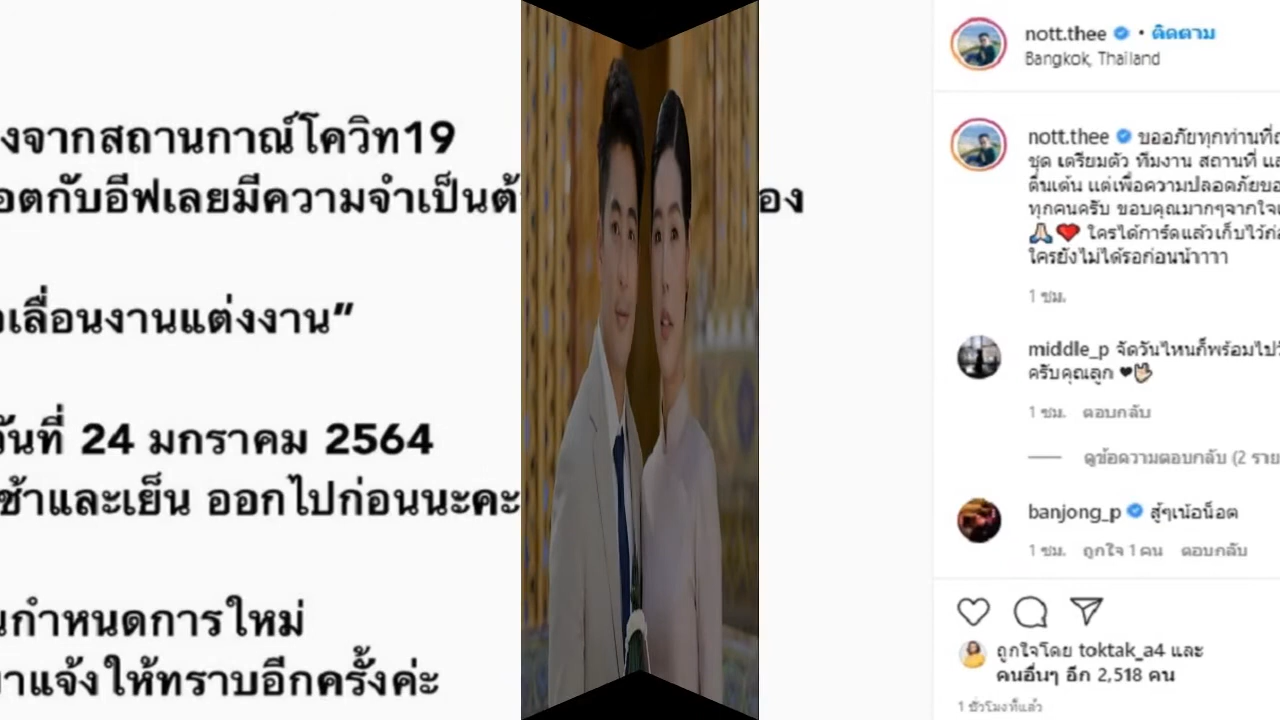 งจากสถานกาณ์โควิท19
อตกับอีฟเลยมีความจำเป็นต้
อง
เลื่อนงานแต่งงาน”
วันที่ 24 มกราคม 2564
ช้าและเย็น ออกไปก่อนนะคะ
นกำหนดการใหม่
มาแจ้งให้ทราบอีกครั้งค่ะ
nott.thee • ติดตาม
Bangkok, Thailand
nott.thee ขออภัยทุกท่านที่
ชุด เตรียมตัว ทีมงาน สถานที่ แล
ตื่นเต้น แต่เพื่อความปลอดภัยขอ
ทุกคนครับ ขอบคุณมากๆจากใจ
🙏❤️ ใครได้การ์ดแล้วเก็บไว้ก่
ใครยังไม่ได้รอก่อนน้าาาา
1 ชม.
middle_p จัดวันไหนก็พร้อมไป
ครับคุณลูก ❤🤟🏻
1 ชม. ตอบกลับ
ดูข้อความตอบกลับ (2 ราย
banjong_p สู้ๆเน้อน็อต
1 ชม. ถูกใจ 1 คน ตอบกลับ
ถูกใจโดย toktak_a4 และ
คนอื่นๆ อีก 2,518 คน
1 ชั่วโมงที่แล้ว